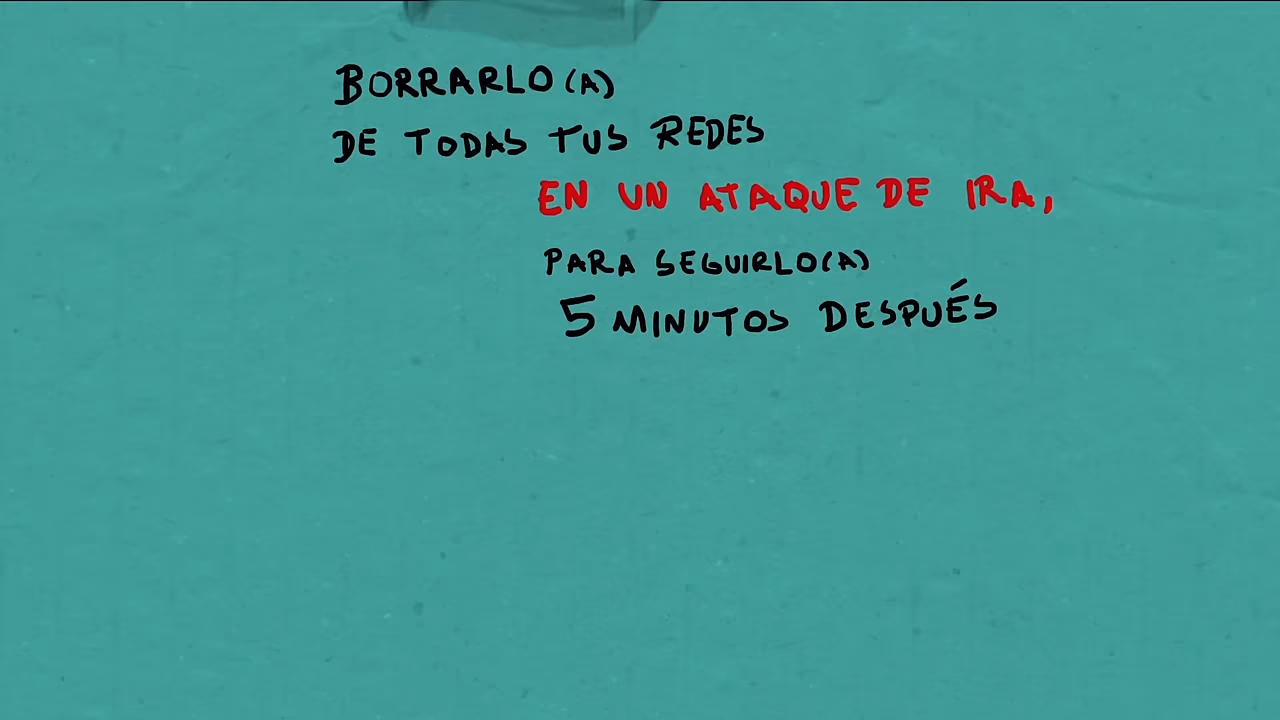 BORRARLO(A)
DE TODAS TUS REDES
EN UN ATAQUE DE IRA,
PARA SEGUIRLO(A)
5 MINUTOS DESPUÉS